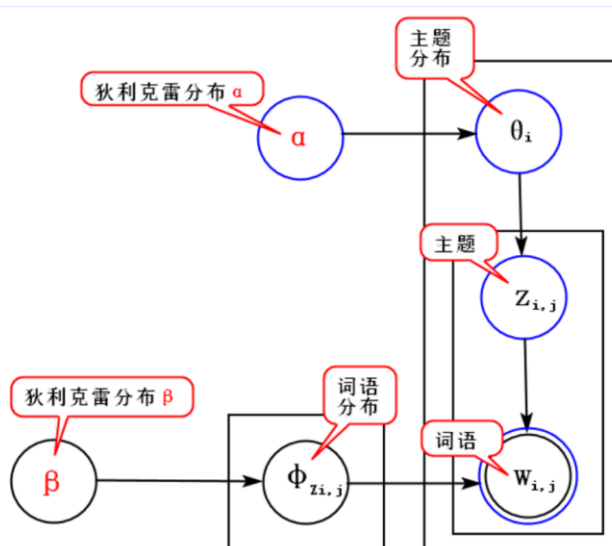 主题
分布
狄利克雷分布 α
α
θi
主题
Zi,j
狄利克雷分布 β
词语
分布
词语
β
ΦZi,j
Wi,j